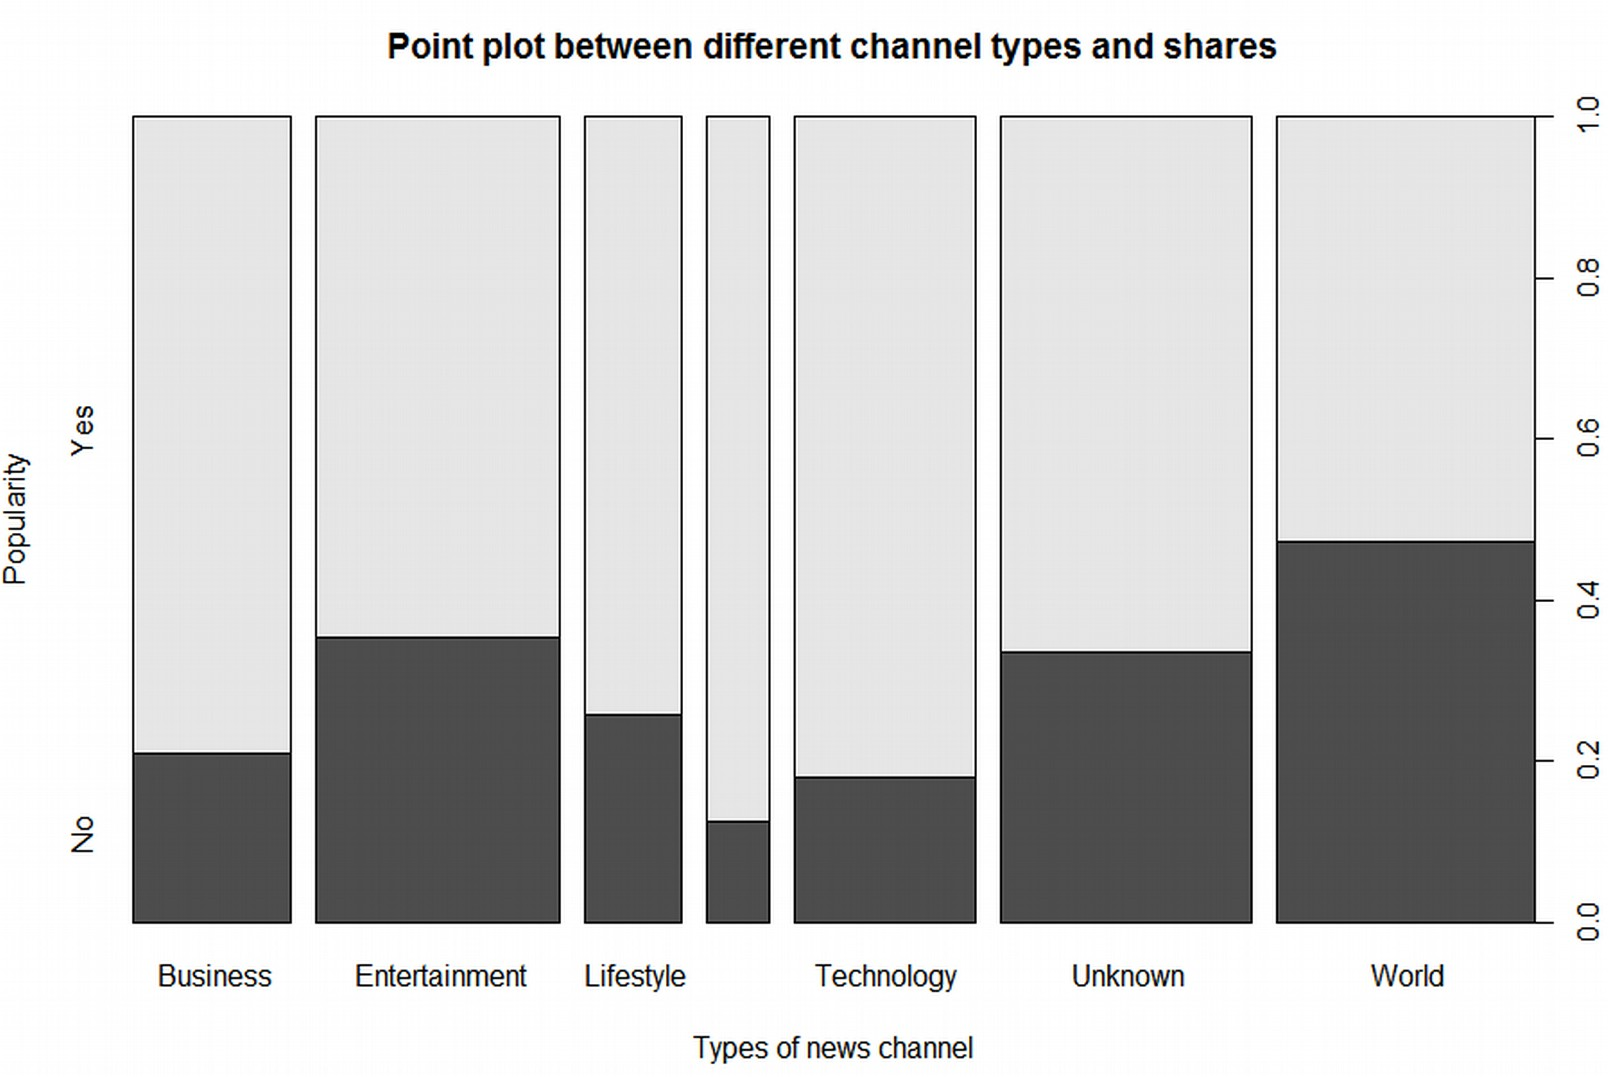 Point plot between different channel types and shares
Popularity
Yes
No
1.0
0.8
0.6
0.4
0.2
0.0
Business Entertainment Lifestyle Technology Unknown World
Types of news channel